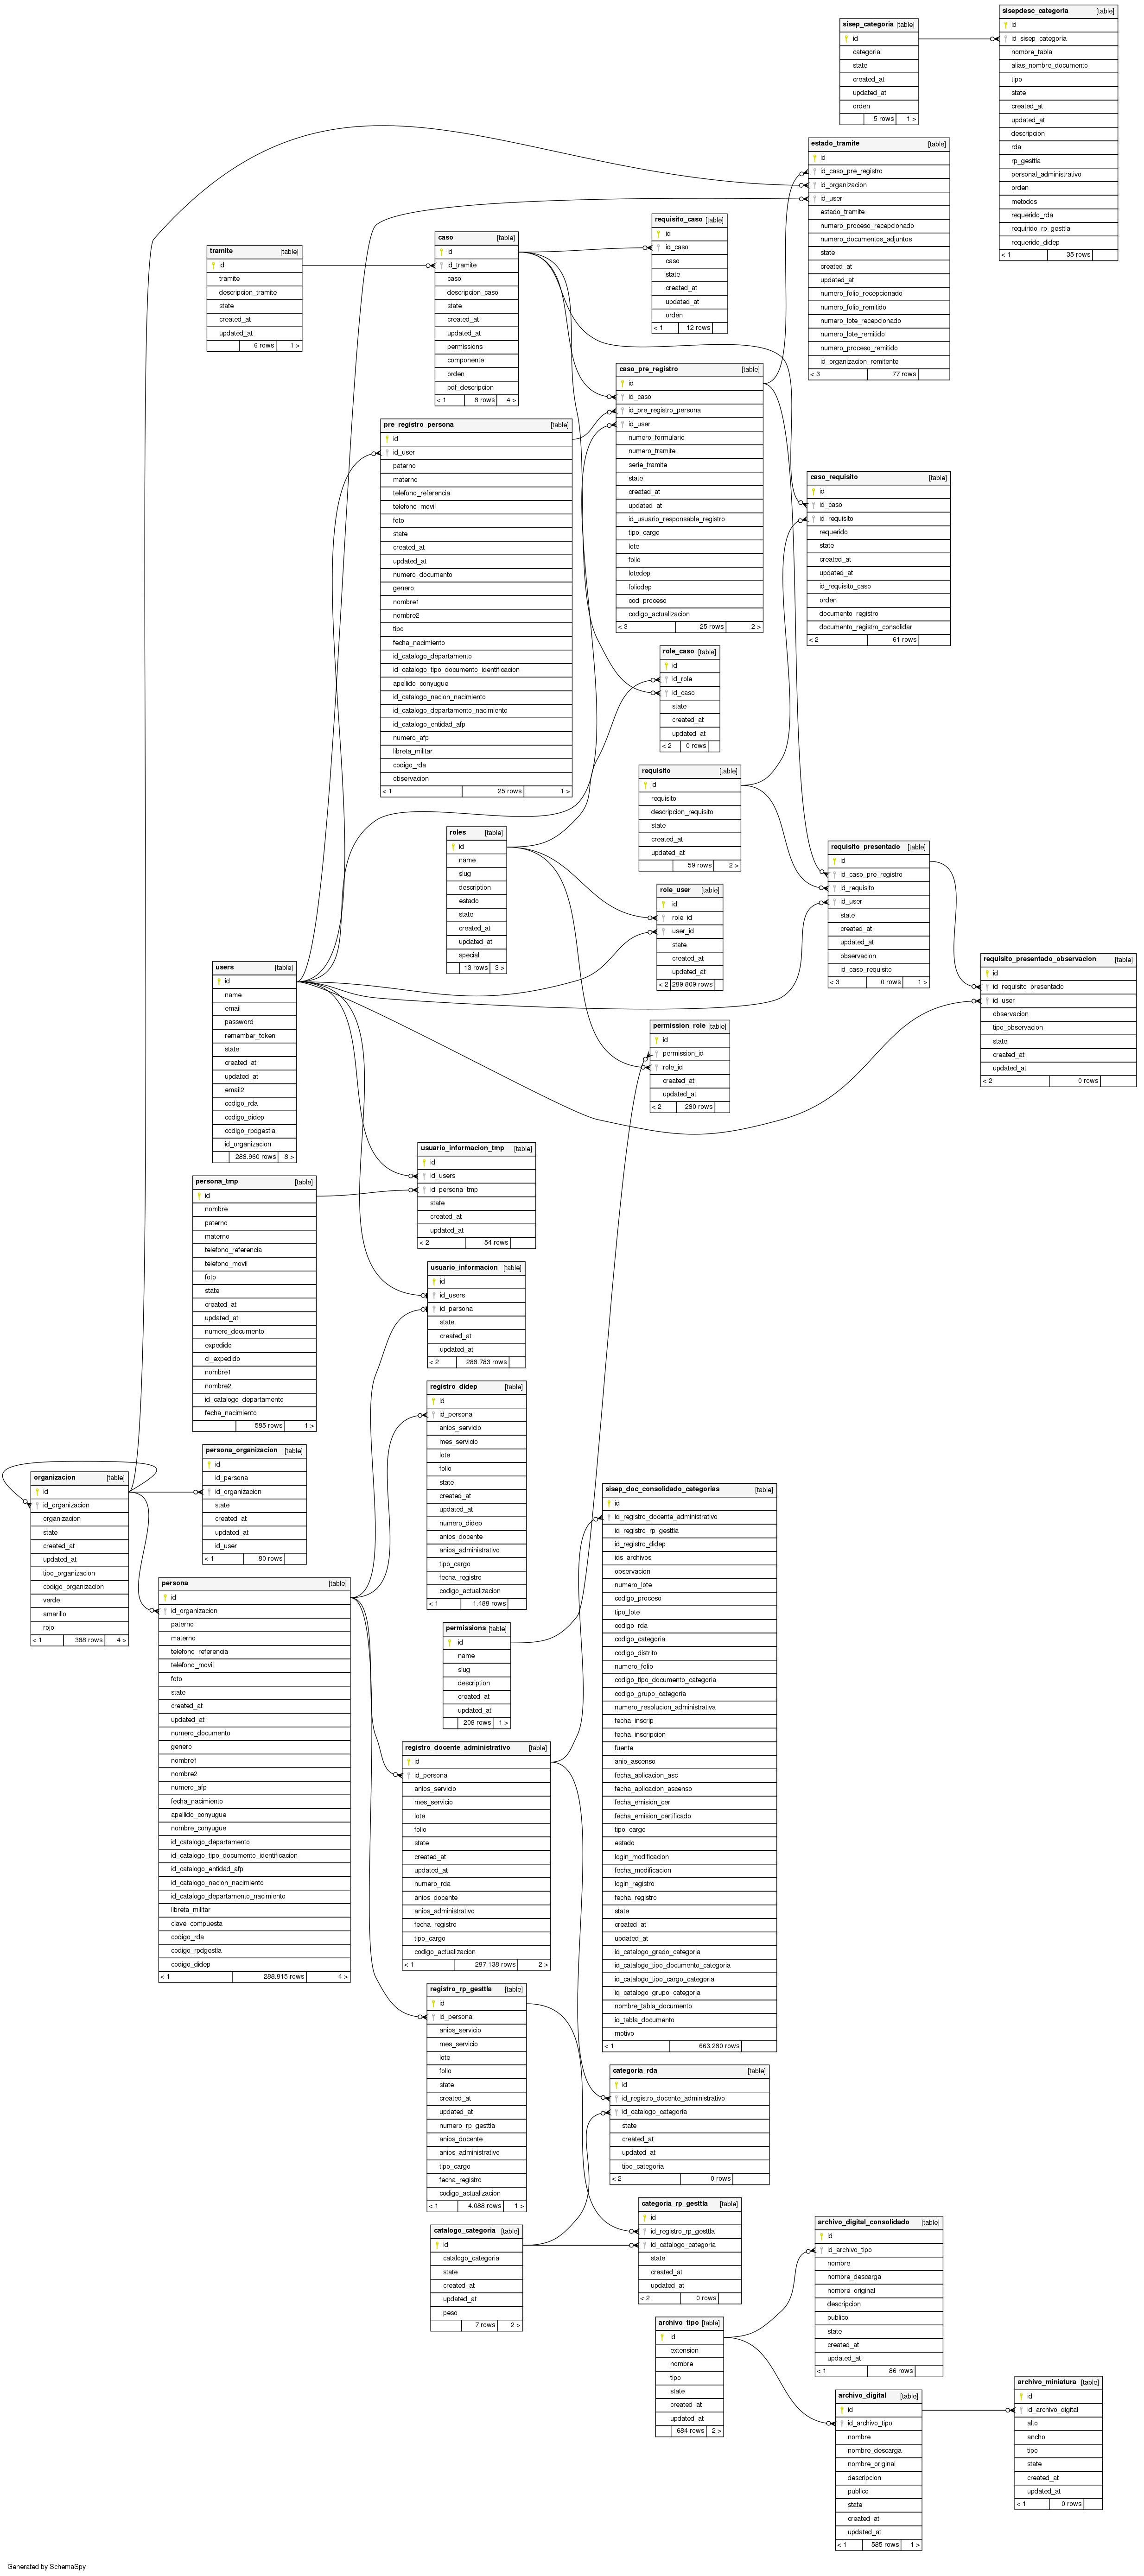 sisep_categoria [table]
id
categoria
state
created_at
updated_at
orden
5 rows 1 >
sisepdesc_categoria [table]
id
id_sisep_categoria
nombre_tabla
alias_nombre_documento
tipo
state
created_at
updated_at
descripcion
rda
rp_gesttla
personal_administrativo
orden
metodos
requerido_rda
requirido_rp_gesttla
requerido_didep
< 1 35 rows
estado_tramite [table]
id
id_caso_pre_registro
id_organizacion
id_user
estado_tramite
numero_proceso_recepcionado
numero_documentos_adjuntos
state
created_at
updated_at
numero_folio_recepcionado
numero_folio_remitido
numero_lote_recepcionado
numero_lote_remitido
numero_proceso_remitido
id_organizacion_remitente
< 3 77 rows
tramite [table]
id
tramite
descripcion_tramite
state
created_at
updated_at
6 rows 1 >
caso [table]
id
id_tramite
caso
descripcion_caso
state
created_at
updated_at
permissions
componente
orden
pdf_descripcion
< 1 8 rows 4 >
requisito_caso [table]
id
id_caso
caso
state
created_at
updated_at
orden
< 1 12 rows
caso_pre_registro [table]
id
id_caso
id_pre_registro_persona
id_user
numero_formulario
numero_tramite
serie_tramite
state
created_at
updated_at
id_usuario_responsable_registro
tipo_cargo
lote
folio
lotedep
foliodep
cod_proceso
codigo_actualizacion
< 3 25 rows 2 >
pre_registro_persona [table]
id
id_user
paterno
materno
telefono_referencia
telefono_movil
foto
state
created_at
updated_at
numero_documento
genero
nombre1
nombre2
tipo
fecha_nacimiento
id_catalogo_departamento
id_catalogo_tipo_documento_identificacion
apellido_conyugue
id_catalogo_nacion_nacimiento
id_catalogo_departamento_nacimiento
id_catalogo_entidad_afp
numero_afp
libreta_militar
codigo_rda
observacion
< 1 25 rows 1 >
caso_requisito [table]
id
id_caso
id_requisito
requerido
state
created_at
updated_at
id_requisito_caso
orden
documento_registro
documento_registro_consolidar
< 2 61 rows
role_caso [table]
id
id_role
id_caso
state
created_at
updated_at
< 2 0 rows
requisito [table]
id
requisito
descripcion_requisito
state
created_at
updated_at
59 rows 2 >
roles [table]
id
name
slug
description
estado
state
created_at
updated_at
special
13 rows 3 >
requisito_presentado [table]
id
id_caso_pre_registro
id_requisito
id_user
state
created_at
updated_at
observacion
id_caso_requisito
< 3 0 rows 1 >
role_user [table]
id
role_id
user_id
state
created_at
updated_at
< 2 289.809 rows
requisito_presentado_observacion [table]
id
id_requisito_presentado
id_user
observacion
tipo_observacion
state
created_at
updated_at
< 2 0 rows
users [table]
id
name
email
password
remember_token
state
created_at
updated_at
email2
codigo_rda
codigo_didep
codigo_rpdgestla
id_organizacion
288.960 rows 8 >
permission_role [table]
id
permission_id
role_id
created_at
updated_at
< 2 280 rows
usuario_informacion_tmp [table]
id
id_users
id_persona_tmp
state
created_at
updated_at
< 2 54 rows
persona_tmp [table]
id
nombre
paterno
materno
telefono_referencia
telefono_movil
foto
state
created_at
updated_at
numero_documento
expedido
ci_expedido
nombre1
nombre2
id_catalogo_departamento
fecha_nacimiento
585 rows 1 >
usuario_informacion [table]
id
id_users
id_persona
state
created_at
updated_at
< 2 288.783 rows
registro_didep [table]
id
id_persona
anios_servicio
mes_servicio
lote
folio
state
created_at
updated_at
numero_didep
anios_docente
anios_administrativo
tipo_cargo
fecha_registro
codigo_actualizacion
< 1 1.488 rows
persona_organizacion [table]
id
id_persona
id_organizacion
state
created_at
updated_at
id_user
< 1 80 rows
organizacion [table]
id
id_organizacion
organizacion
state
created_at
updated_at
tipo_organizacion
codigo_organizacion
verde
amarillo
rojo
< 1 388 rows 4 >
sisep_doc_consolidado_categorias [table]
id
id_registro_docente_administrativo
id_registro_rp_gesttla
id_registro_didep
ids_archivos
observacion
numero_lote
codigo_proceso
tipo_lote
codigo_rda
codigo_categoria
codigo_distrito
numero_folio
codigo_tipo_documento_categoria
codigo_grupo_categoria
numero_resolucion_administrativa
fecha_inscrip
fecha_inscripcion
fuente
anio_ascenso
fecha_aplicacion_asc
fecha_aplicacion_ascenso
fecha_emision_cer
fecha_emision_certificado
tipo_cargo
estado
login_modificacion
fecha_modificacion
login_registro
fecha_registro
state
created_at
updated_at
id_catalogo_grado_categoria
id_catalogo_tipo_documento_categoria
id_catalogo_tipo_cargo_categoria
id_catalogo_grupo_categoria
nombre_tabla_documento
id_tabla_documento
motivo
< 1 663.280 rows
persona [table]
id
id_organizacion
paterno
materno
telefono_referencia
telefono_movil
foto
state
created_at
updated_at
numero_documento
genero
nombre1
nombre2
numero_afp
fecha_nacimiento
apellido_conyugue
nombre_conyugue
id_catalogo_departamento
id_catalogo_tipo_documento_identificacion
id_catalogo_entidad_afp
id_catalogo_nacion_nacimiento
id_catalogo_departamento_nacimiento
libreta_militar
clave_compuesta
codigo_rda
codigo_rpdgestla
codigo_didep
< 1 288.815 rows 4 >
permissions [table]
id
name
slug
description
created_at
updated_at
208 rows 1 >
registro_docente_administrativo [table]
id
id_persona
anios_servicio
mes_servicio
lote
folio
state
created_at
updated_at
numero_rda
anios_docente
anios_administrativo
fecha_registro
tipo_cargo
codigo_actualizacion
< 1 287.138 rows 2 >
registro_rp_gesttla [table]
id
id_persona
anios_servicio
mes_servicio
lote
folio
state
created_at
updated_at
numero_rp_gesttla
anios_docente
anios_administrativo
tipo_cargo
fecha_registro
codigo_actualizacion
< 1 4.088 rows 1 >
categoria_rda [table]
id
id_registro_docente_administrativo
id_catalogo_categoria
state
created_at
updated_at
tipo_categoria
< 2 0 rows
categoria_rp_gesttla [table]
id
id_registro_rp_gesttla
id_catalogo_categoria
state
created_at
updated_at
< 2 0 rows
catalogo_categoria [table]
id
catalogo_categoria
state
created_at
updated_at
peso
7 rows 2 >
archivo_digital_consolidado [table]
id
id_archivo_tipo
nombre
nombre_descarga
nombre_original
descripcion
publico
state
created_at
updated_at
< 1 86 rows
archivo_tipo [table]
id
extension
nombre
tipo
state
created_at
updated_at
684 rows 2 >
archivo_digital [table]
id
id_archivo_tipo
nombre
nombre_descarga
nombre_original
descripcion
publico
state
created_at
updated_at
< 1 585 rows 1 >
archivo_miniatura [table]
id
id_archivo_digital
alto
ancho
tipo
state
created_at
updated_at
< 1 0 rows
Generated by SchemaSpy